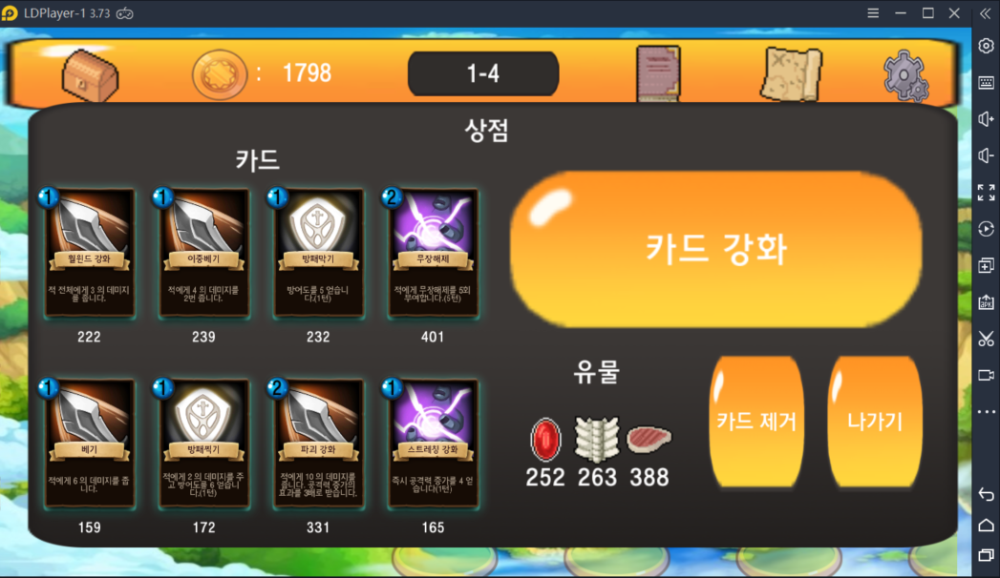 LDPlayer-1 3.73
: 1798
1-4
상점
카드
1
휠윈드 강화
적 전체에게 3 의 데미지
를 줍니다.
222
1
이중베기
적에게 4 의 데미지를
2번 줍니다.
239
1
방패막기
방어도를 5 얻습니
다.(1턴)
232
2
무장해제
적에게 무장해제를 5회
부여합니다.(5턴)
401
1
베기
적에게 6 의 데미지를 줍
니다.
159
1
방패찍기
적에게 2 의 데미지를 주
고 방어도를 6 얻습니
다.(1턴)
172
2
파괴 강화
적에게 10 의 데미지를
줍니다. 공격력 증가의
효과를 3배로 받습니다.
331
1
스트레칭 강화
즉시 공격력 증가를 4 얻
습니다(1턴)
165
카드 강화
유물
252 263 388
카드 제거
나가기
APK